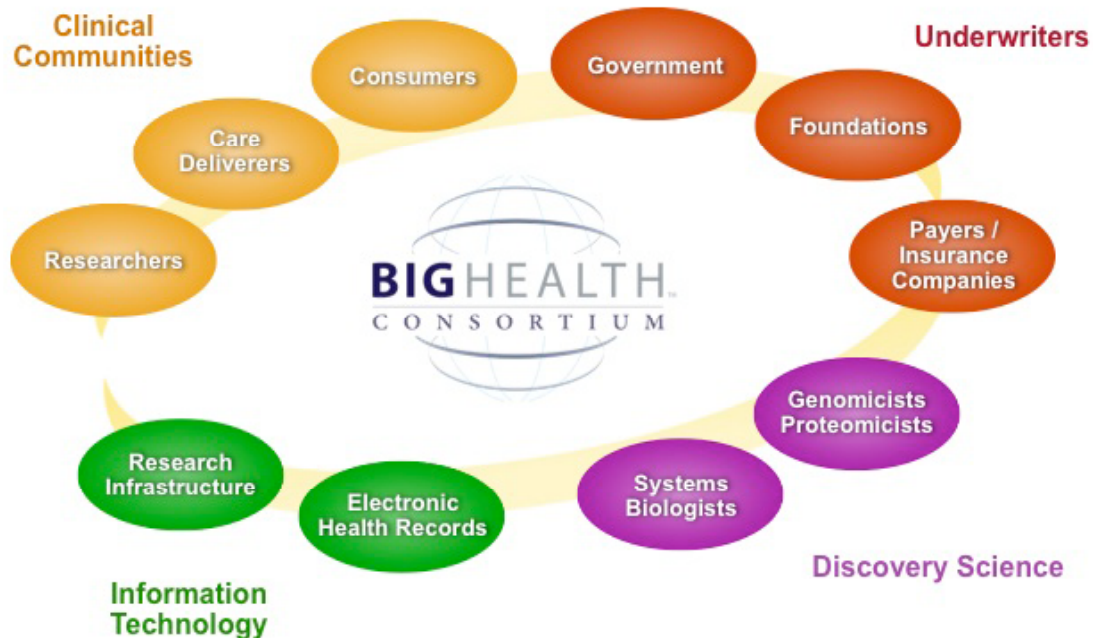 Clinical
Communities
Underwriters
Consumers
Government
Care
Deliverers
Foundations
Researchers
Payers /
Insurance
Companies
BIGHEALTH™
CONSORTIUM
Genomicists
Proteomicists
Research
Infrastructure
Electronic
Health Records
Systems
Biologists
Information
Technology
Discovery Science